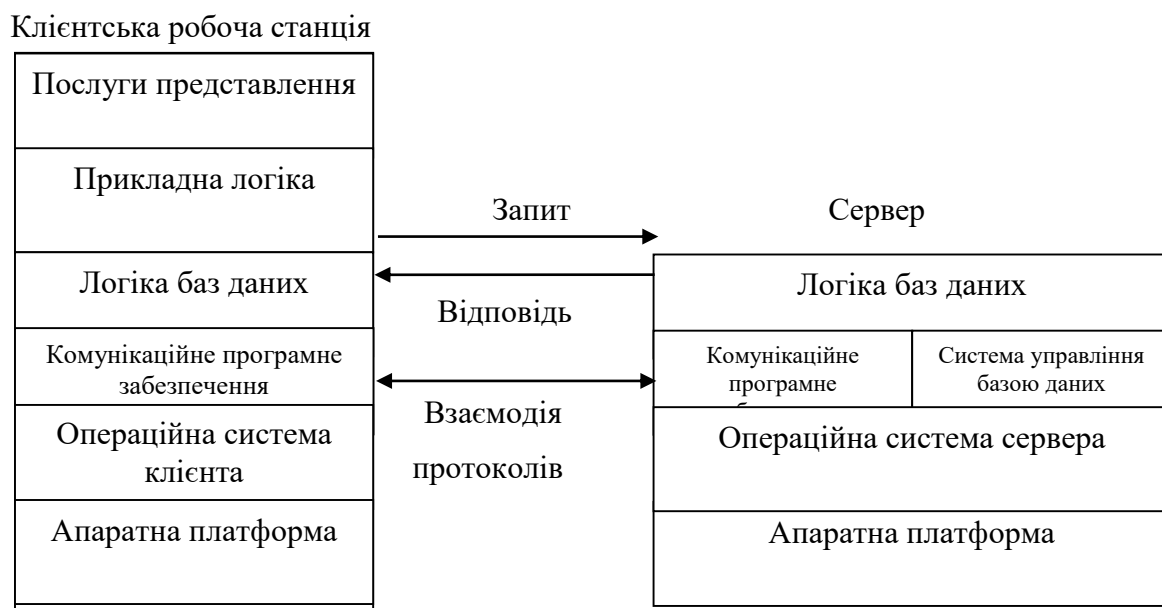 Клієнтська робоча станція
Послуги представлення
Прикладна логіка
Запит
Сервер
Логіка баз даних
Відповідь
Логіка баз даних
Комунікаційне програмне
забезпечення
Взаємодія
протоколів
Комунікаційне
програмне
Система управління
базою даних
Операційна система
клієнта
Операційна система сервера
Апаратна платформа
Апаратна платформа